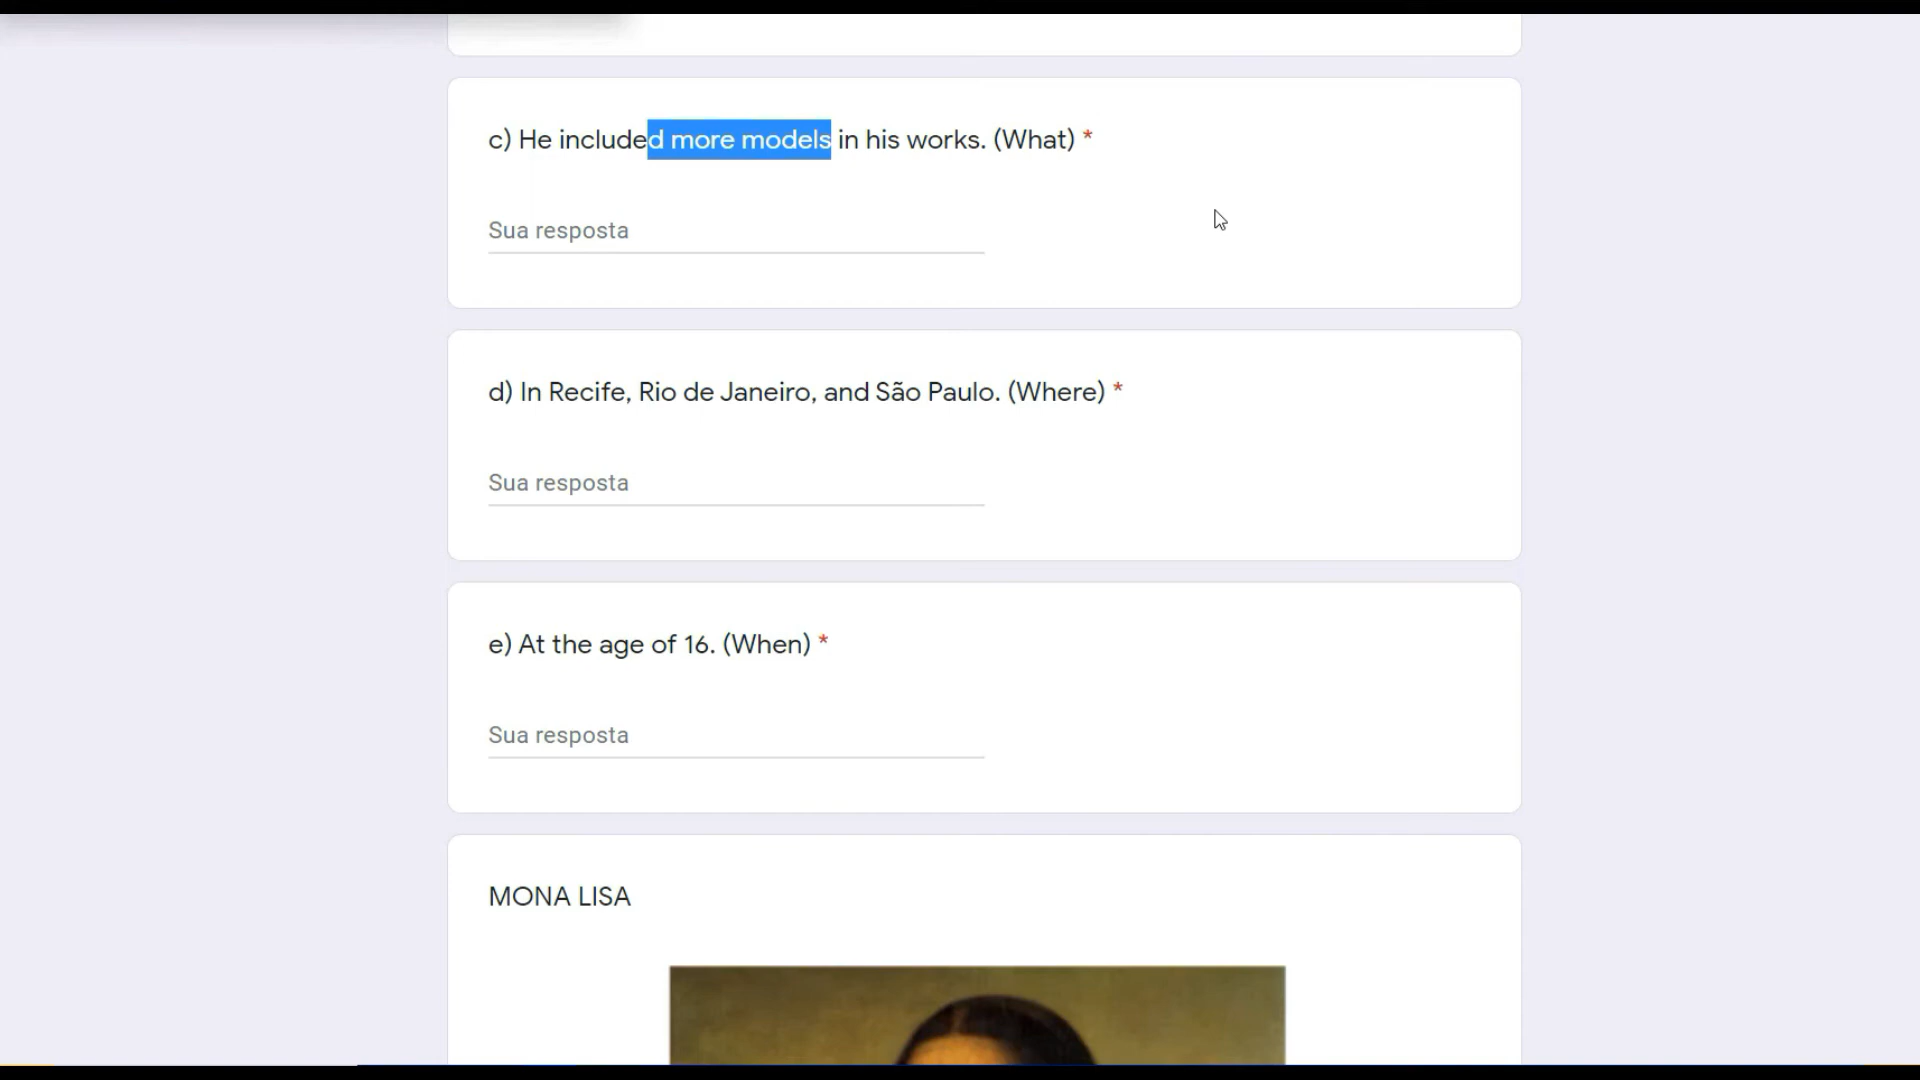 c) He included more models in his works. (What) *
Sua resposta
d) In Recife, Rio de Janeiro, and São Paulo. (Where) *
Sua resposta
e) At the age of 16. (When) *
Sua resposta
MONA LISA